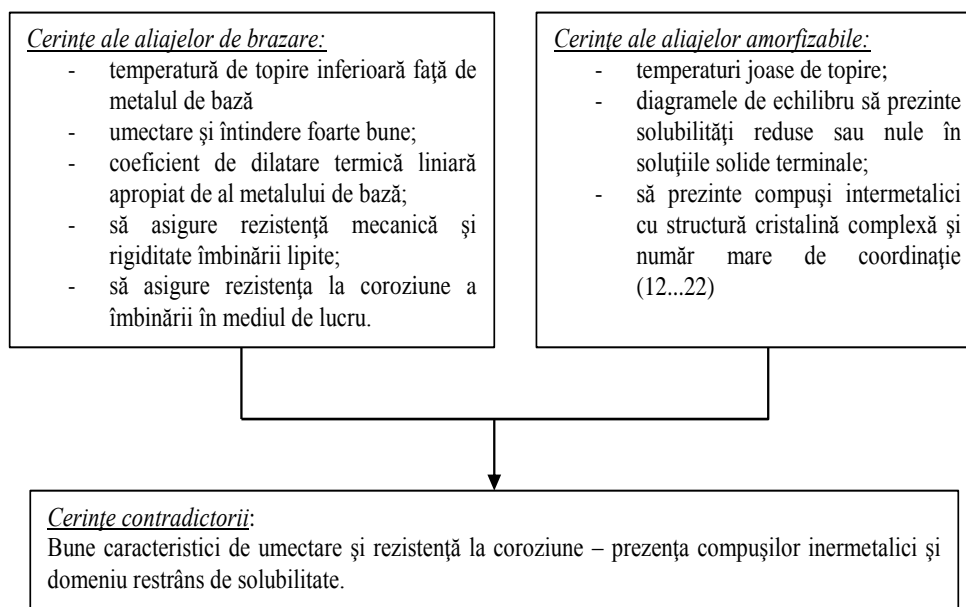 Cerinţe ale aliajelor de brazare:
- temperatură de topire inferioară faţă de
metalul de bază
- umectare şi întindere foarte bune;
- coeficient de dilatare termică liniară
apropiat de al metalului de bază;
- să asigure rezistenţă mecanică şi
rigiditate îmbinării lipite;
- să asigure rezistenţa la coroziune a
îmbinării în mediul de lucru.
Cerinţe ale aliajelor amorfizabile:
- temperaturi joase de topire;
- diagramele de echilibru să prezinte
solubilităţi reduse sau nule în
soluţiile solide terminale;
- să prezinte compuşi intermetalici
cu structură cristalină complexă şi
număr mare de coordinaţie
(12...22)
Cerinţe contradictorii:
Bune caracteristici de umectare şi rezistenţă la coroziune – prezenţa compuşilor inermetalici şi
domeniu restrâns de solubilitate.